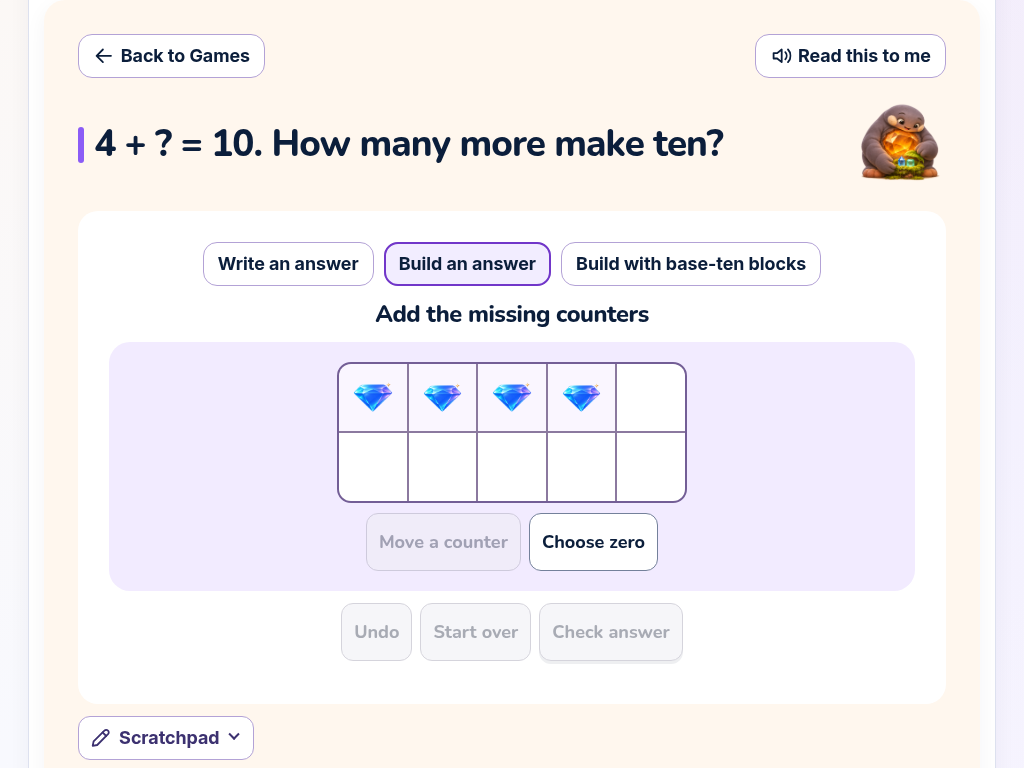 Back to Games
Read this to me
4 + ? = 10. How many more make ten?
Write an answer
Build an answer
Build with base-ten blocks
Add the missing counters
Move a counter
Choose zero
Undo
Start over
Check answer
Scratchpad